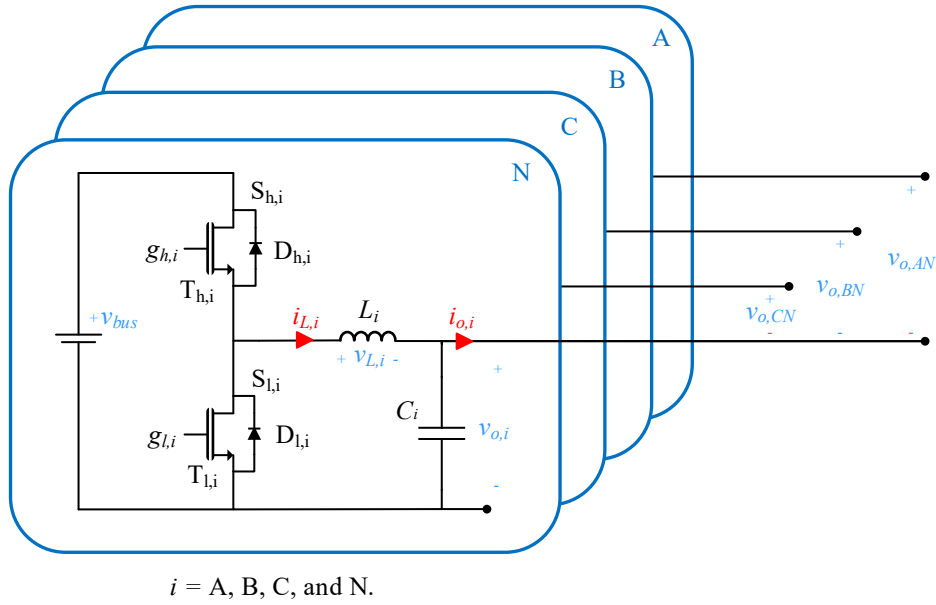 A
B
C
N
S_h,i
g_h,i
D_h,i
T_h,i
+
v_o,AN
+
v_o,BN
+
v_o,CN
- - -
+ v_bus
i_L,i
L_i
i_o,i
+ v_L,i -
S_l,i
+
C_i
g_l,i
D_l,i
v_o,i
T_l,i
-
i = A, B, C, and N.